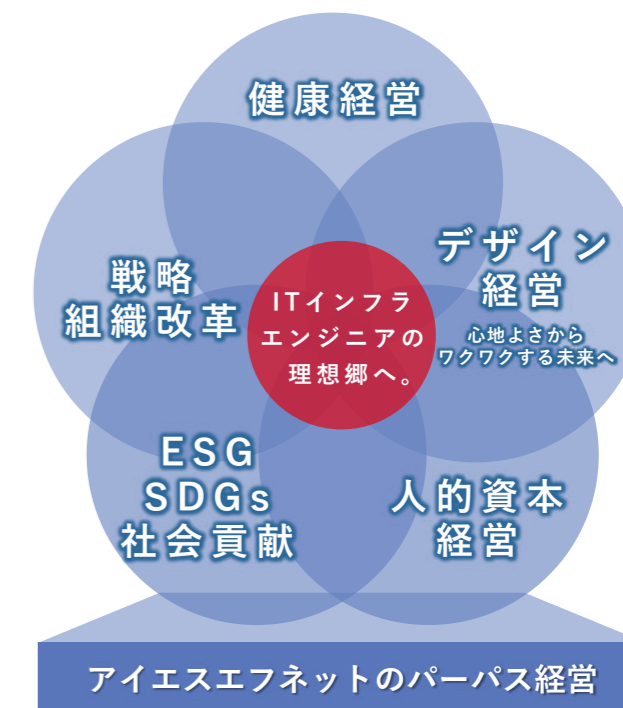 健康経営
デザイン
経営
心地よさから
ワクワクする未来へ
戦略
組織改革
ITインフラ
エンジニアの
理想郷へ。
ESG
SDGs
社会貢献
人的資本
経営
アイエスエフネットのパーパス経営